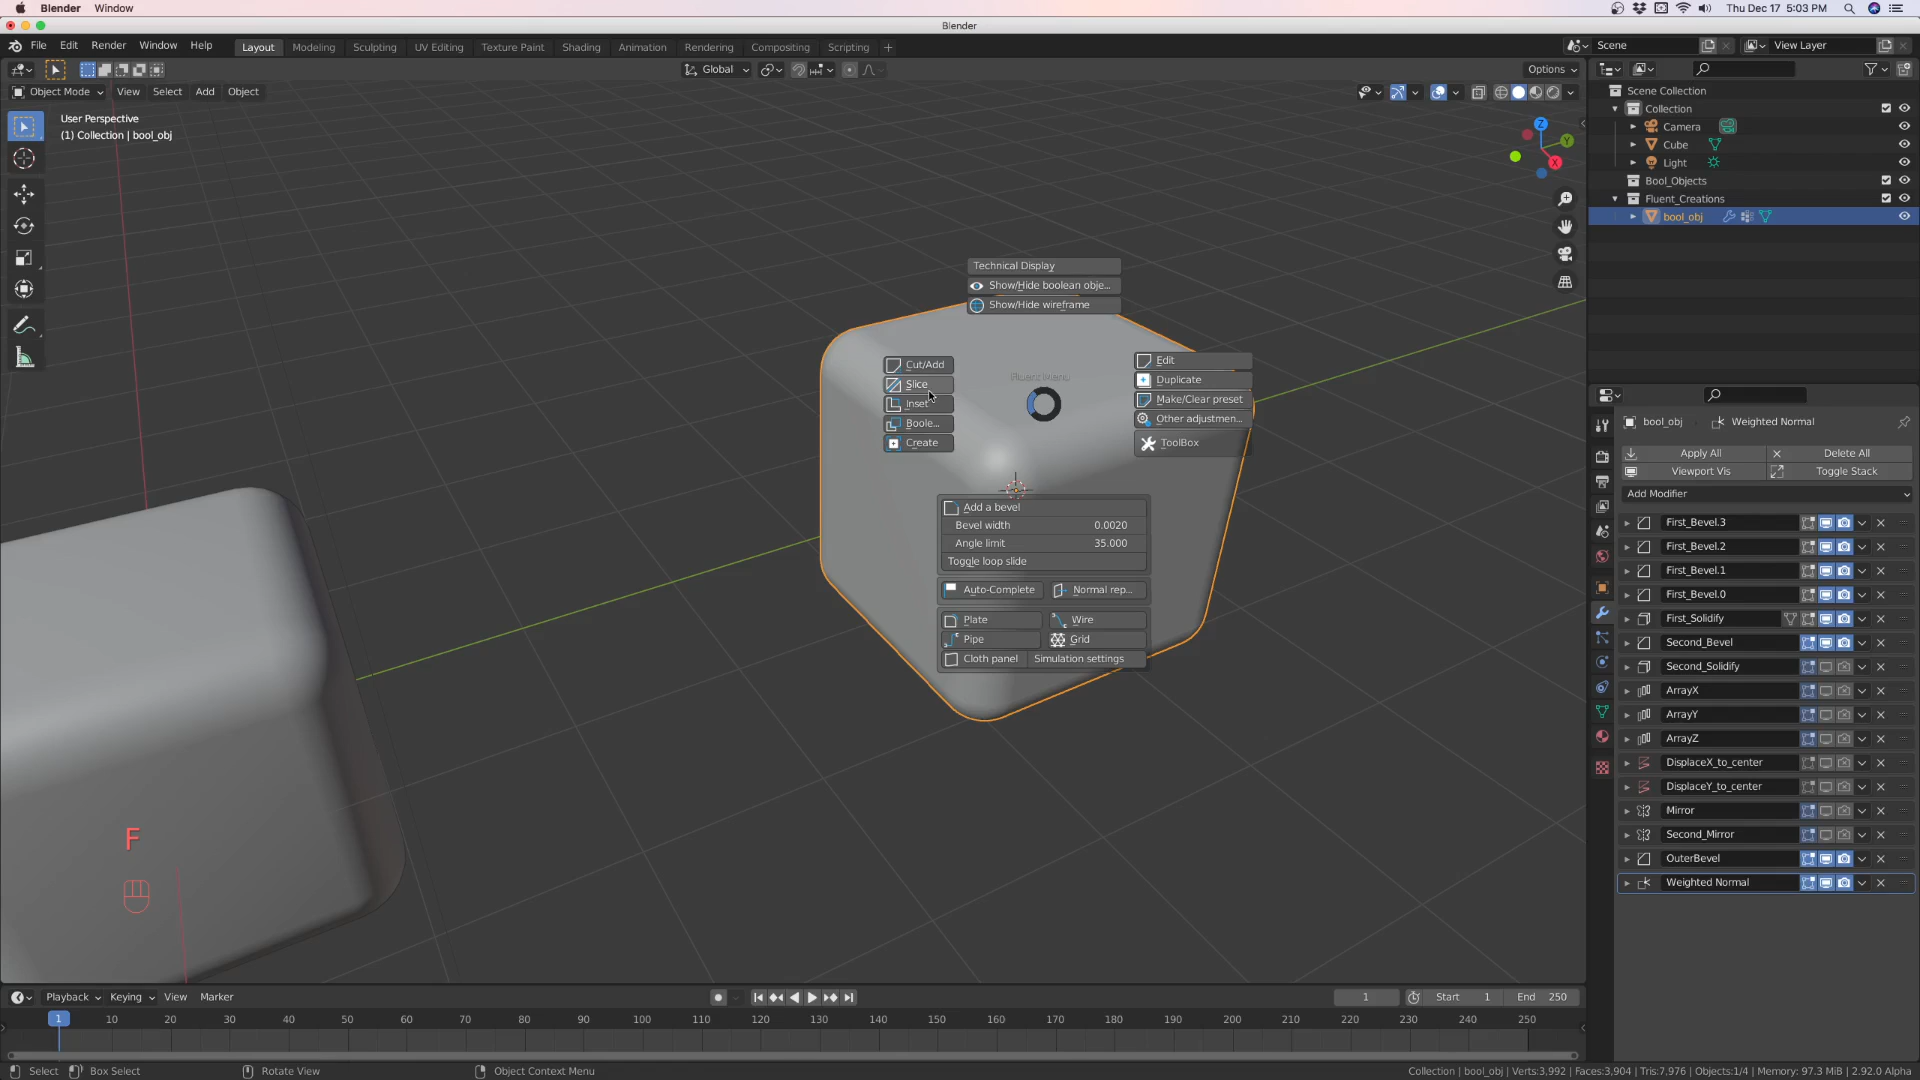 Blender Window
Thu Dec 17 5:03 PM
Blender
File Edit Render Window Help
Layout Modeling Sculpting UV Editing Texture Paint Shading Animation Rendering Compositing Scripting +
Scene
View Layer
Global
Options
Object Mode View Select Add Object
User Perspective
(1) Collection | bool_obj
Z
Y
X
Scene Collection
Collection
Camera
Cube
Light
Bool_Objects
Fluent_Creations
bool_obj
Technical Display
Show/Hide boolean obje...
Show/Hide wireframe
Cut/Add
Slice
Inset
Boole...
Create
Fluent Menu
Edit
Duplicate
Make/Clear preset
Other adjustmen...
ToolBox
Add a bevel
Bevel width 0.0020
Angle limit 35.000
Toggle loop slide
Auto-Complete Normal rep...
Plate Wire
Pipe Grid
Cloth panel Simulation settings
bool_obj Weighted Normal
Apply All Delete All
Viewport Vis Toggle Stack
Add Modifier
First_Bevel.3
First_Bevel.2
First_Bevel.1
First_Bevel.0
First_Solidify
Second_Bevel
Second_Solidify
ArrayX
ArrayY
ArrayZ
DisplaceX_to_center
DisplaceY_to_center
Mirror
Second_Mirror
OuterBevel
Weighted Normal
F
Playback Keying View Marker
1 Start 1 End 250
1 10 20 30 40 50 60 70 80 90 100 110 120 130 140 150 160 170 180 190 200 210 220 230 240 250
Select Box Select Rotate View Object Context Menu
Collection | bool_obj | Verts:3,992 | Faces:3,904 | Tris:7,976 | Objects:1/4 | Memory: 97.3 MiB | 2.92.0 Alpha